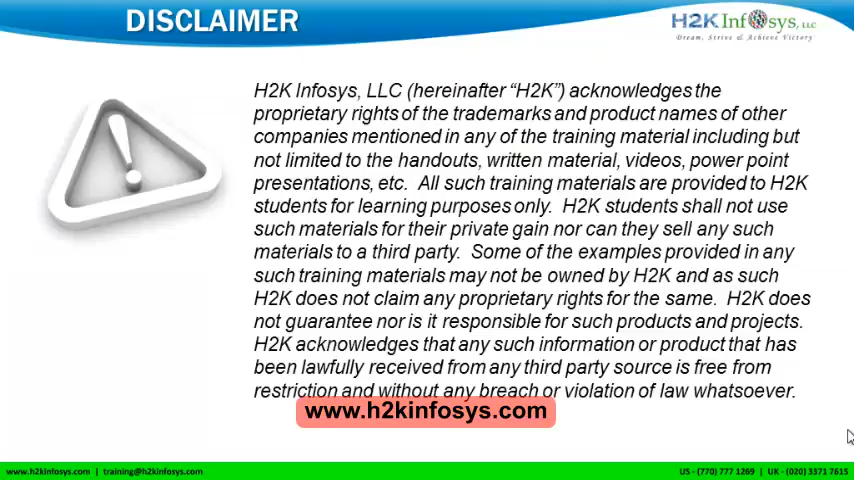 DISCLAIMER
H2K Infosys, LLC
Dream, Strive & Achieve Victory
H2K Infosys, LLC (hereinafter “H2K”) acknowledges the
proprietary rights of the trademarks and product names of other
companies mentioned in any of the training material including but
not limited to the handouts, written material, videos, power point
presentations, etc. All such training materials are provided to H2K
students for learning purposes only. H2K students shall not use
such materials for their private gain nor can they sell any such
materials to a third party. Some of the examples provided in any
such training materials may not be owned by H2K and as such
H2K does not claim any proprietary rights for the same. H2K does
not guarantee nor is it responsible for such products and projects.
H2K acknowledges that any such information or product that has
been lawfully received from any third party source is free from
restriction and without any breach or violation of law whatsoever.
www.h2kinfosys.com
www.h2kinfosys.com | training@h2kinfosys.com
US - (770) 777 1269 | UK - (020) 3371 7615